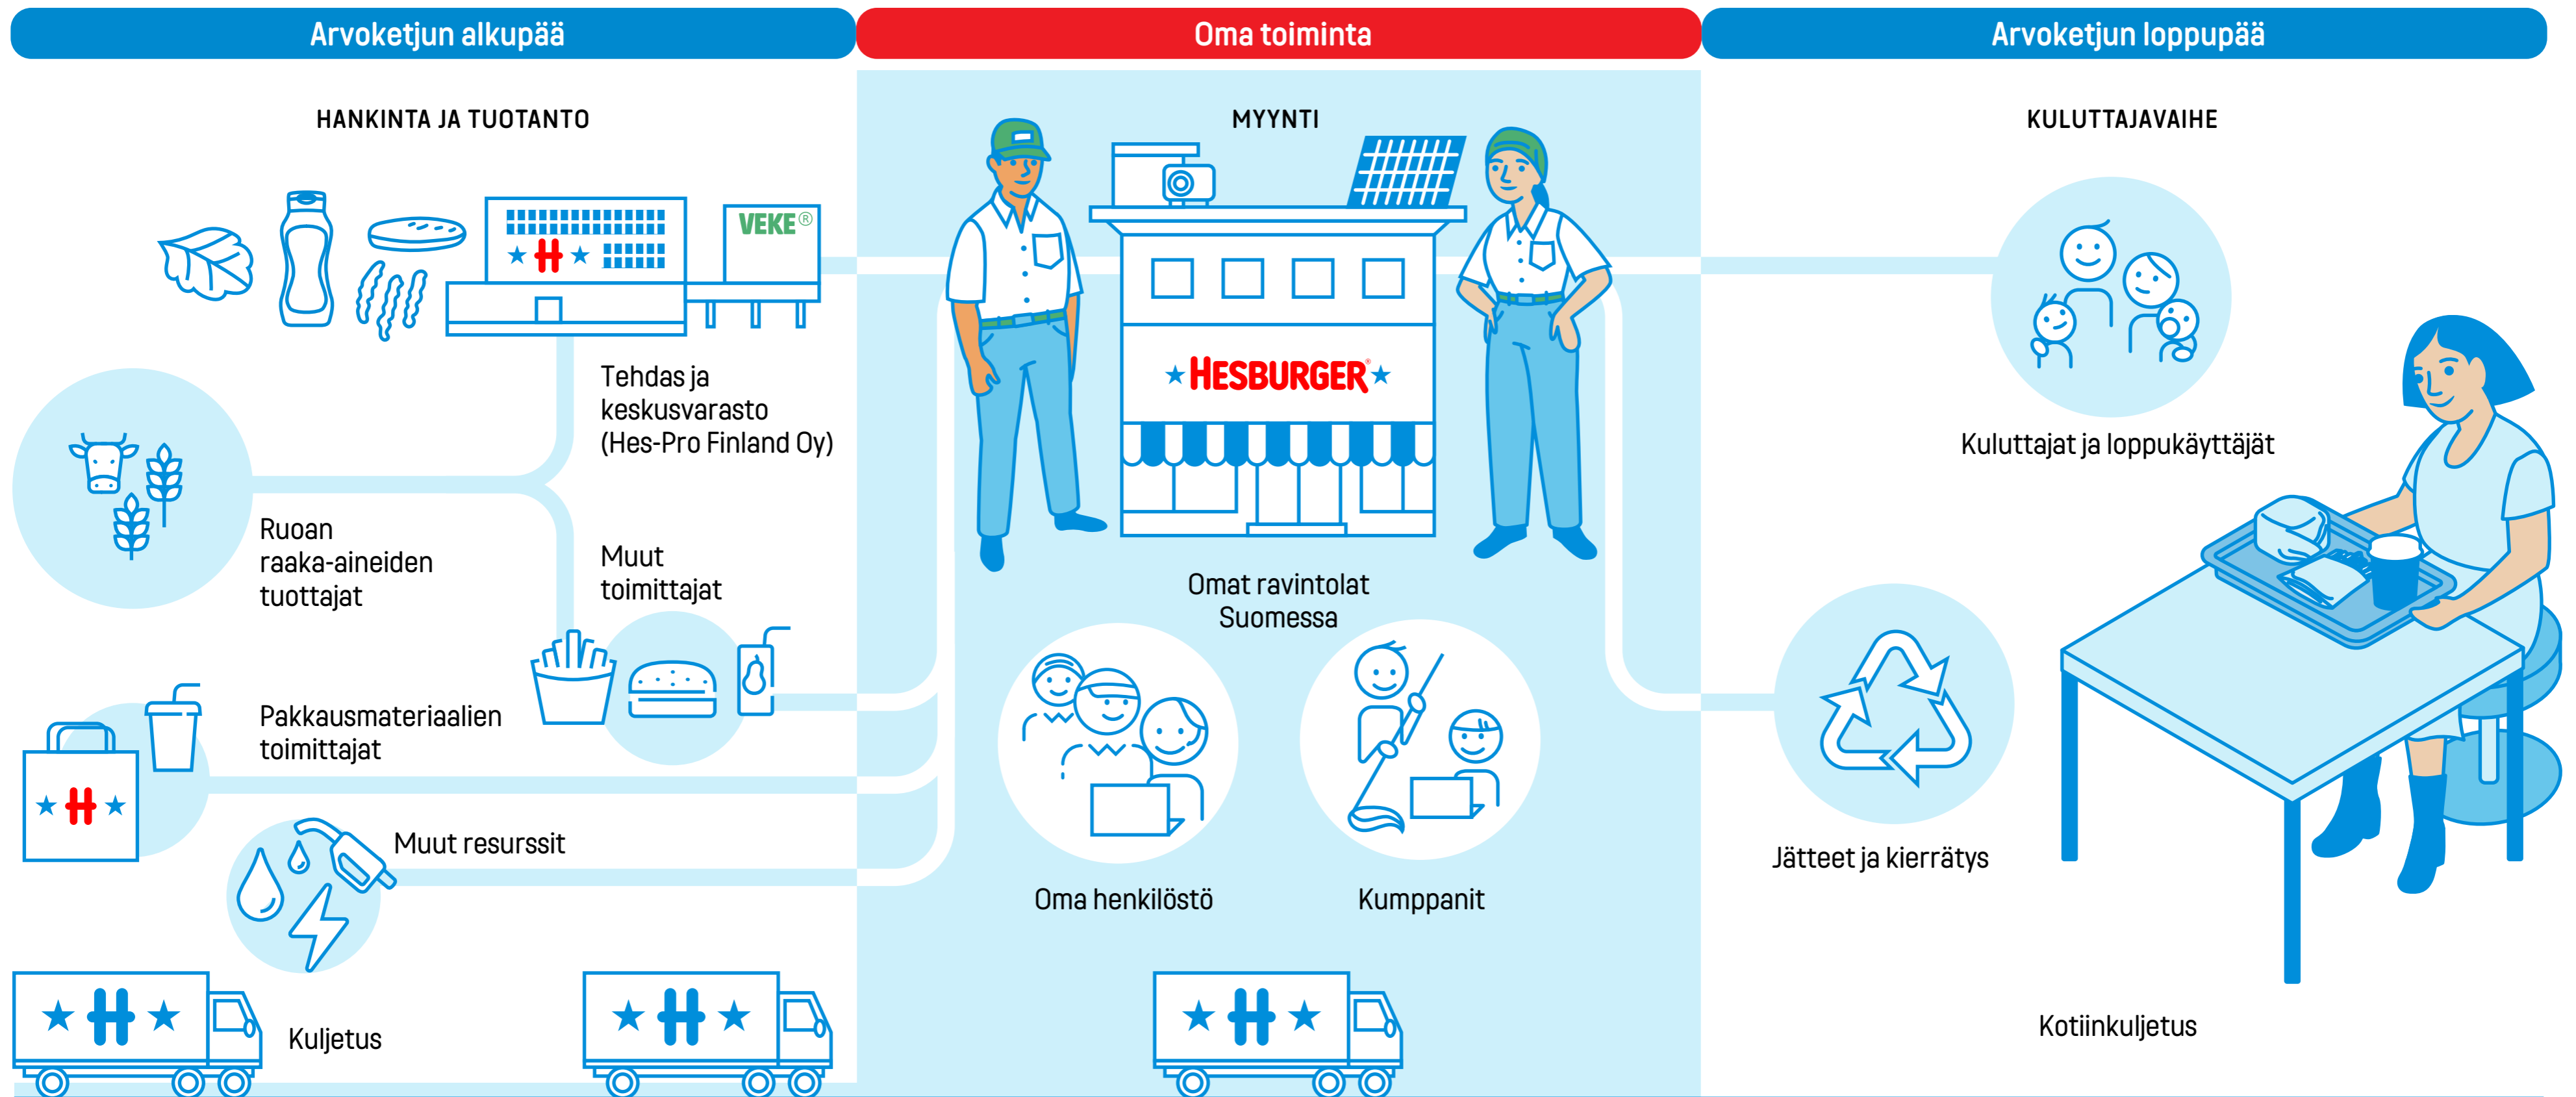 Arvoketjun alkupää
Oma toiminta
Arvoketjun loppupää
HANKINTA JA TUOTANTO
VEKE®
H
Tehdas ja
keskusvarasto
(Hes-Pro Finland Oy)
Ruoan
raaka-aineiden
tuottajat
Muut
toimittajat
Pakkausmateriaalien
toimittajat
H
Muut resurssit
H
Kuljetus
H
MYYNTI
HESBURGER®
Omat ravintolat
Suomessa
Oma henkilöstö
Kumppanit
H
KULUTTAJAVAIHE
Kuluttajat ja loppukäyttäjät
Jätteet ja kierrätys
Kotiinkuljetus